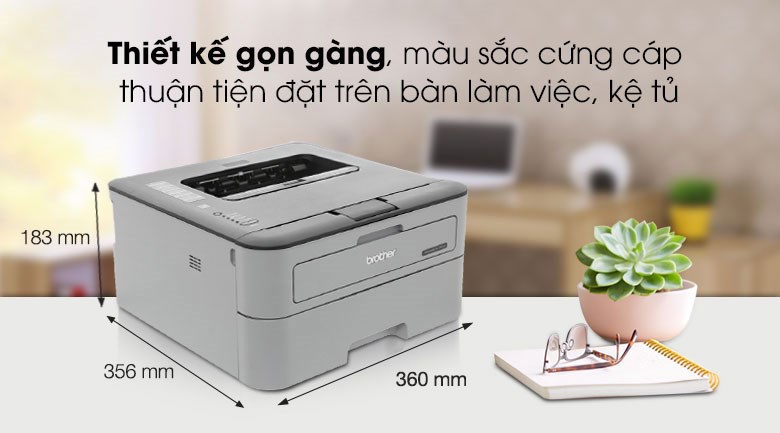 Thiết kế gọn gàng, màu sắc cứng cáp
thuận tiện đặt trên bàn làm việc, kệ tủ
183 mm
brother
356 mm
360 mm